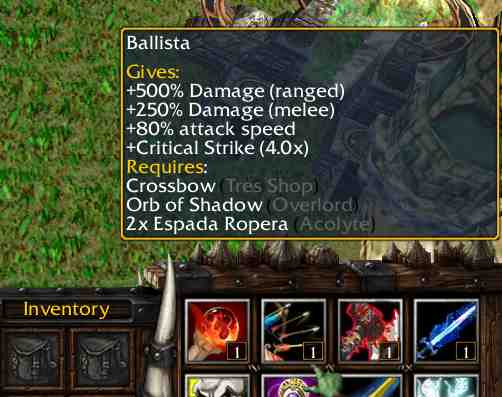 Ballista
Gives:
+500% Damage (ranged)
+250% Damage (melee)
+80% attack speed
+Critical Strike (4.0x)
Requires:
Crossbow (Tres Shop)
Orb of Shadow (Overlord)
2x Espada Ropera (Acolyte)
Inventory
1 1 1 1